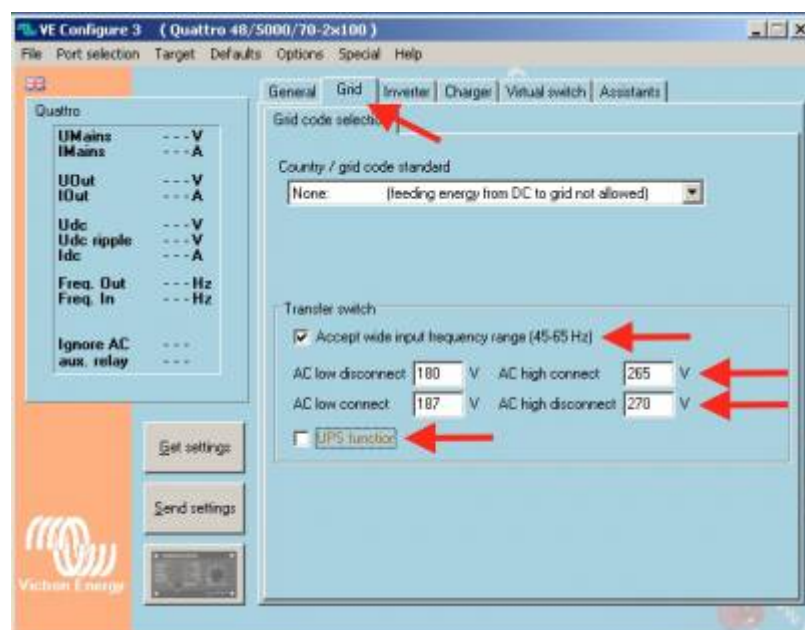 VE Configure 3 ( Quattro 48/5000/70-2x100 )
File Port selection Target Defaults Options Special Help
General Grid Inverter Charger Virtual switch Assistants
Quattro
Grid code selection
UMains ---V
IMains ---A
Country / grid code standard
UOut ---V
None: (feeding energy from DC to grid not allowed)
IOut ---A
Udc ---V
Udc ripple ---V
Idc ---A
Freq. Out ---Hz
Freq. In ---Hz
Transfer switch
Accept wide input frequency range (45-65 Hz)
Ignore AC ---
aux. relay ---
AC low disconnect 180 V AC high connect 265 V
AC low connect 187 V AC high disconnect 270 V
UPS function
Get settings
Send settings
Victron Energy